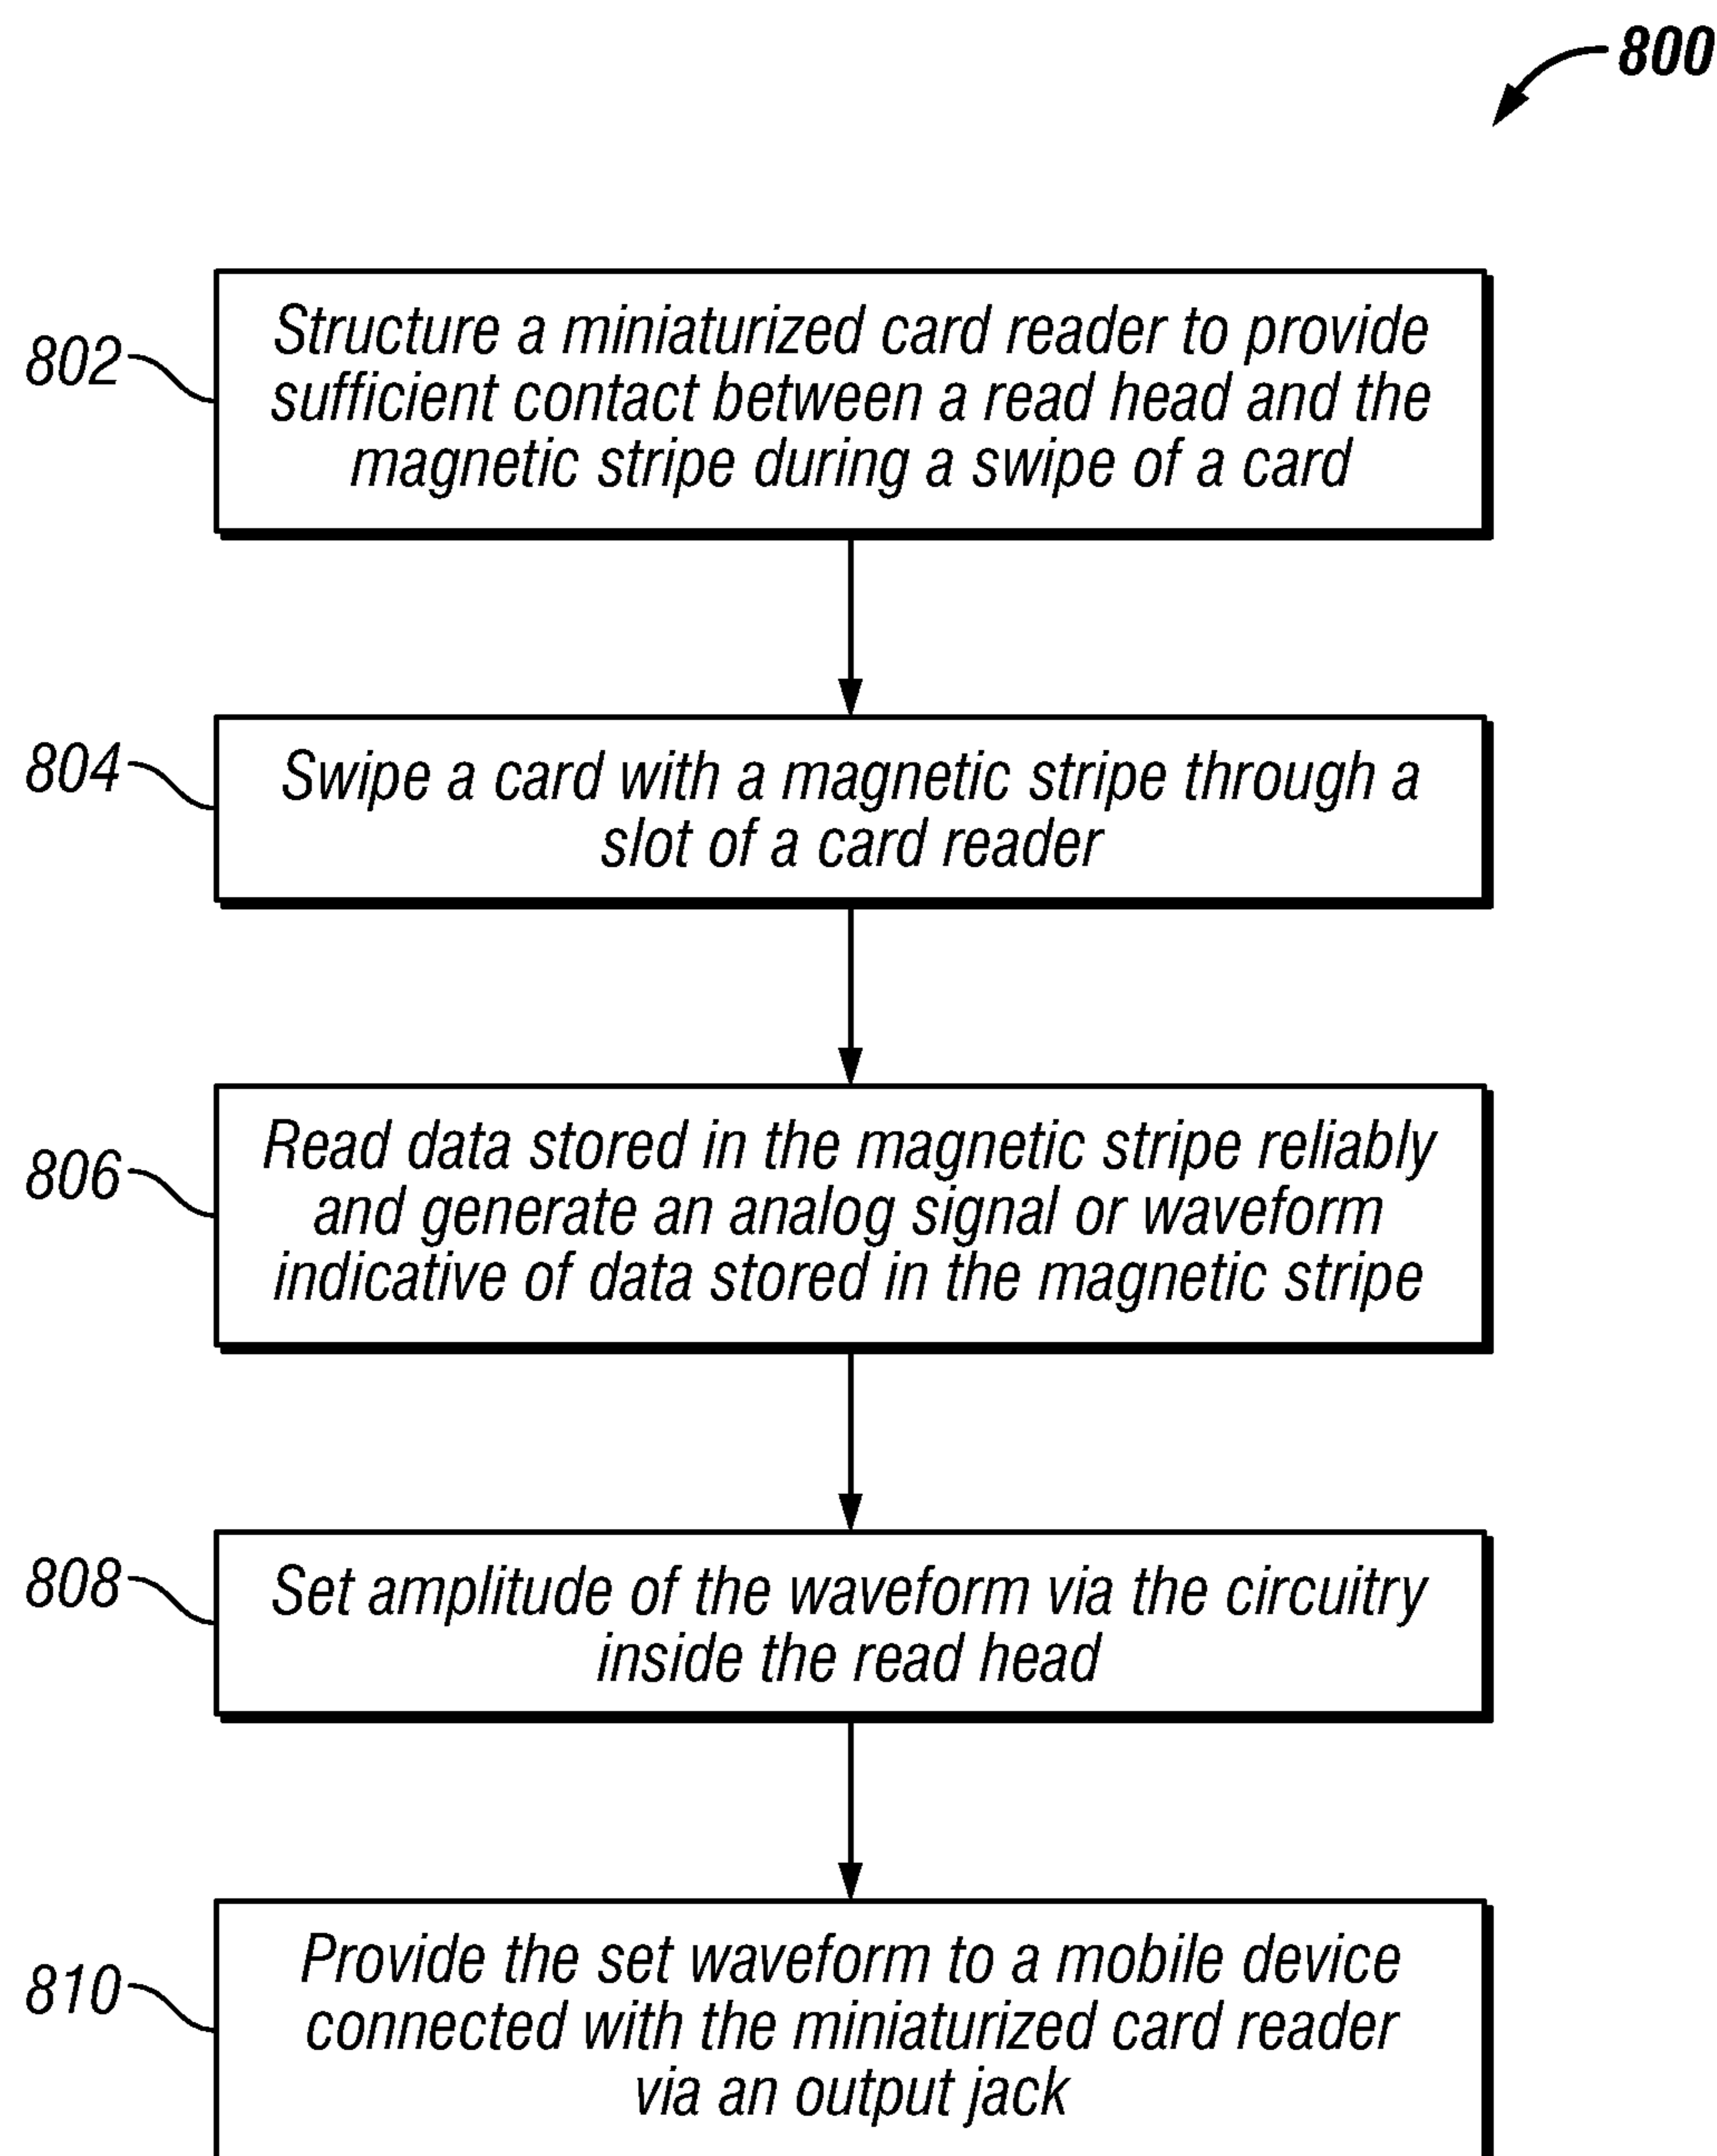 800
802
Structure a miniaturized card reader to provide
sufficient contact between a read head and the
magnetic stripe during a swipe of a card
804
Swipe a card with a magnetic stripe through a
slot of a card reader
806
Read data stored in the magnetic stripe reliably
and generate an analog signal or waveform
indicative of data stored in the magnetic stripe
808
Set amplitude of the waveform via the circuitry
inside the read head
810
Provide the set waveform to a mobile device
connected with the miniaturized card reader
via an output jack